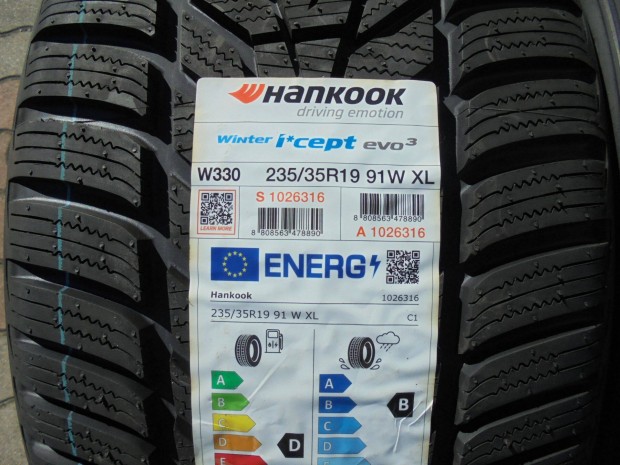 HANKOOK
driving emotion
Winter i*cept evo3
W330 235/35R19 91W XL
S 1026316
LEARN MORE
8 808563 478890
8 808563 478890
A 1026316
ENERG
Hankook 1026316
235/35R19 91 W XL C1
A A
B B B
C C
D D D
E